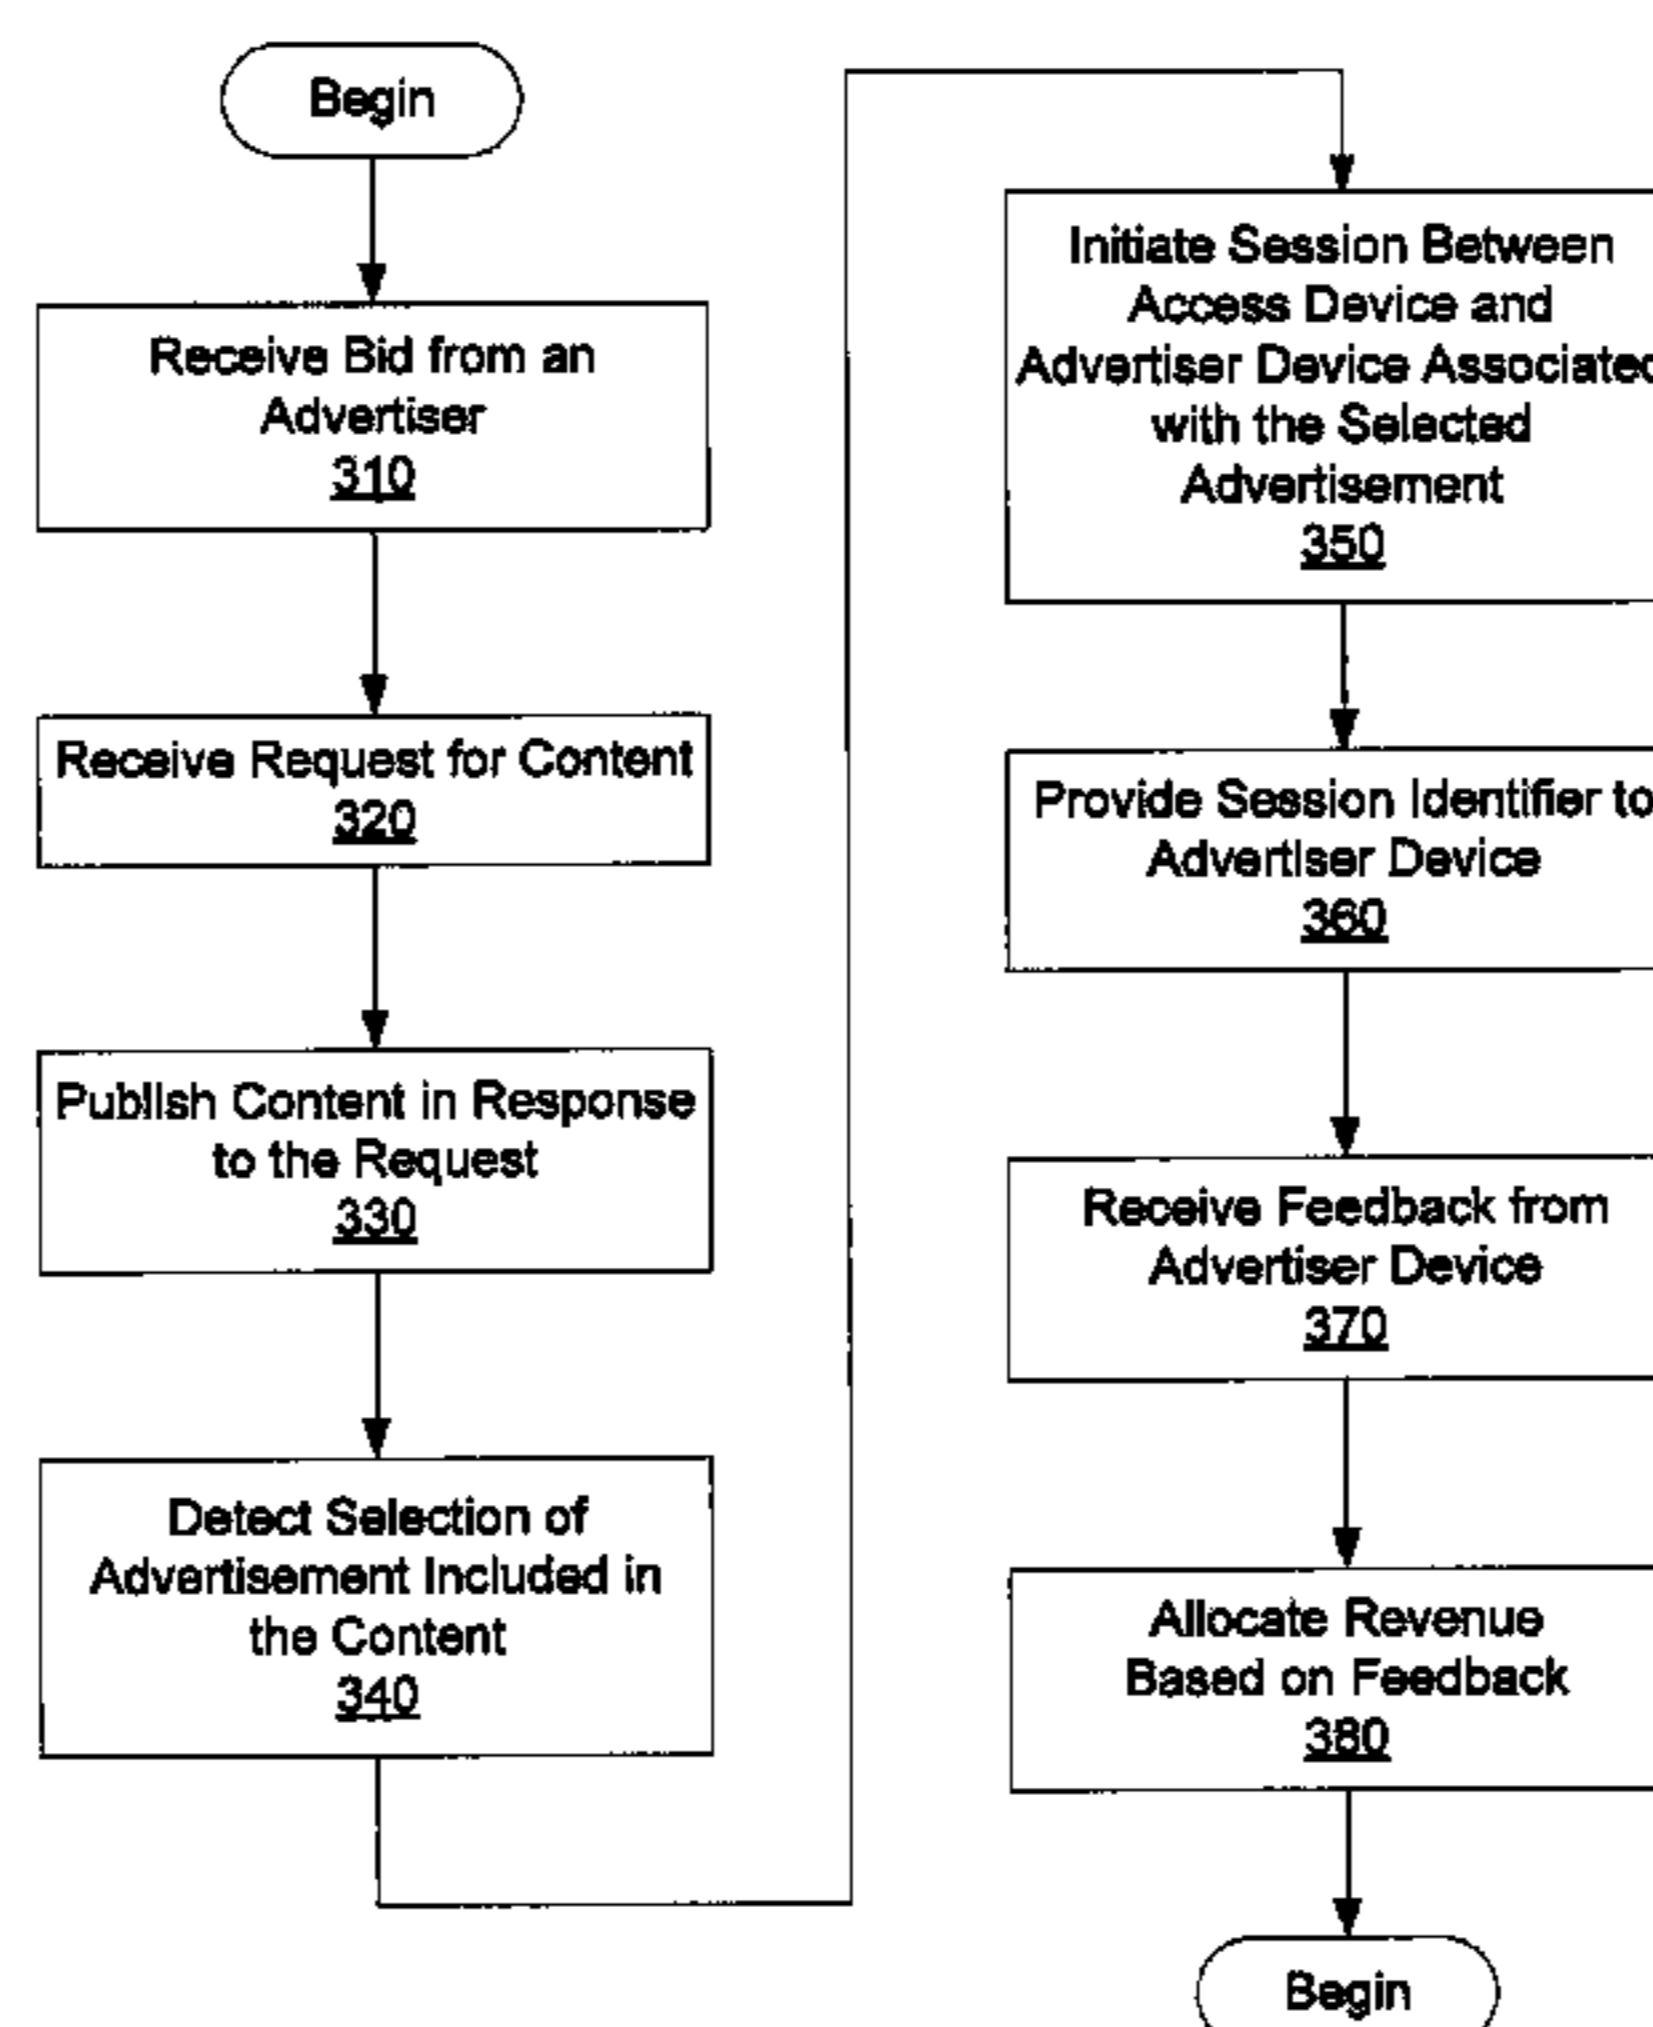 Begin
Receive Bid from an
Advertiser
310
Receive Request for Content
320
Publish Content in Response
to the Request
330
Detect Selection of
Advertisement Included in
the Content
340
Initiate Session Between
Access Device and
Advertiser Device Associated
with the Selected
Advertisement
350
Provide Session Identifier to
Advertiser Device
360
Receive Feedback from
Advertiser Device
370
Allocate Revenue
Based on Feedback
380
Begin